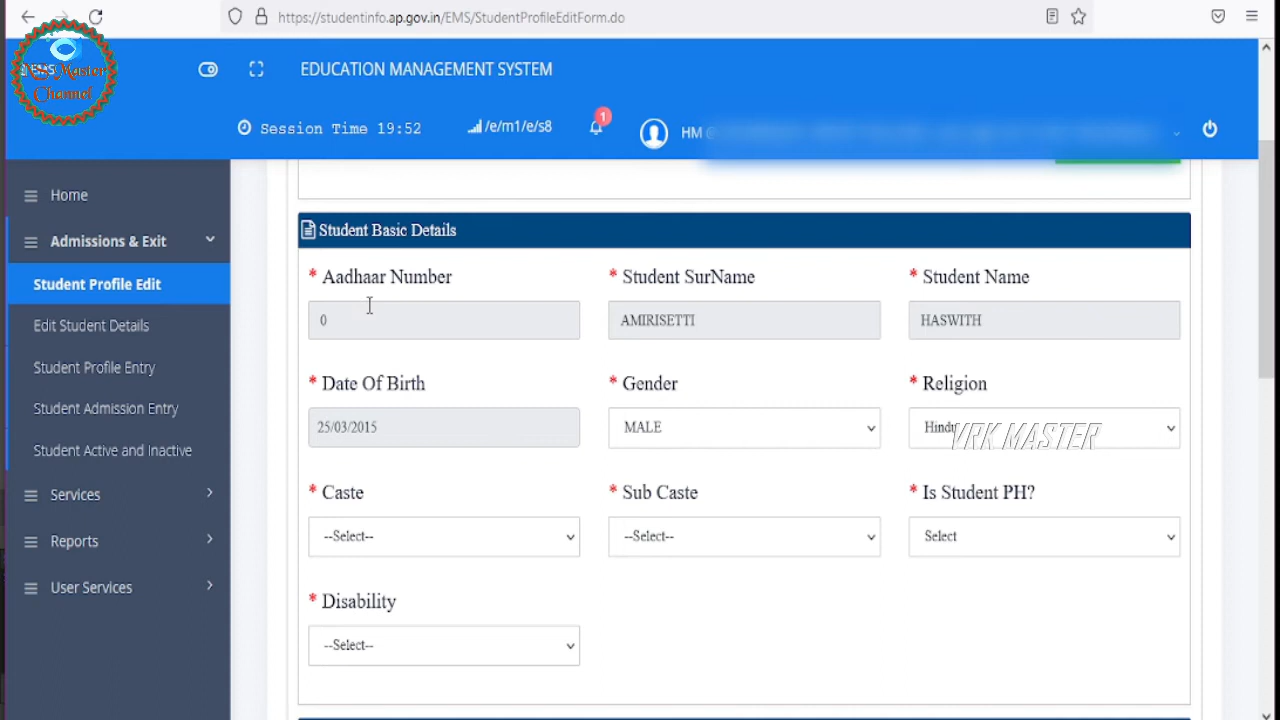 https://studentinfo.ap.gov.in/EMS/StudentProfileEditForm.do
Master
Channel
EDUCATION MANAGEMENT SYSTEM
Session Time 19:52
/e/m1/e/s8
1
HM @
Home
Admissions & Exit
Student Profile Edit
Edit Student Details
Student Profile Entry
Student Admission Entry
Student Active and Inactive
Services
Reports
User Services
Student Basic Details
* Aadhaar Number
* Student SurName
* Student Name
0
AMIRISETTI
HASWITH
* Date Of Birth
* Gender
* Religion
25/03/2015
MALE
Hindu
VRK MASTER
* Caste
* Sub Caste
* Is Student PH?
--Select--
--Select--
Select
* Disability
--Select--